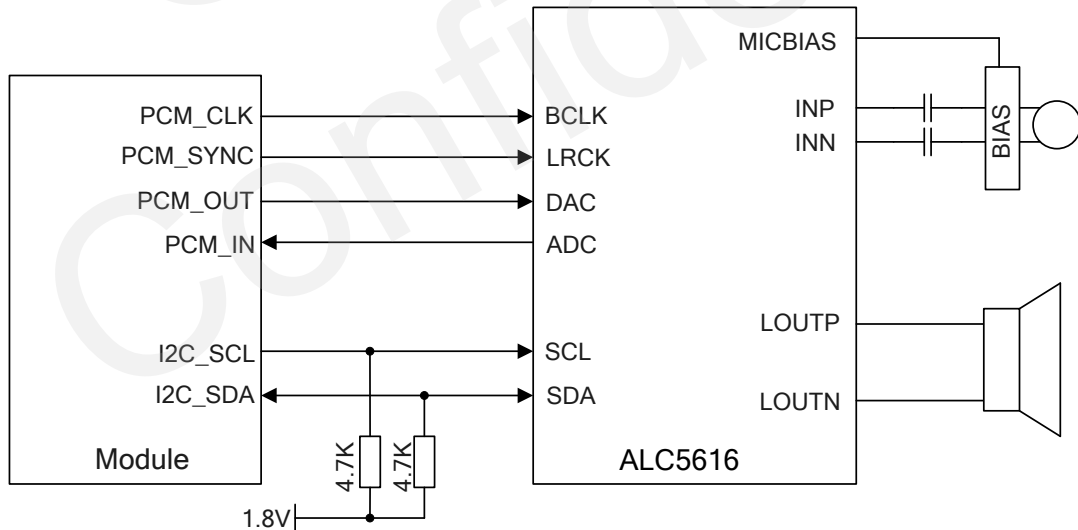 Confide
MICBIAS
PCM_CLK
BCLK
INP
PCM_SYNC
LRCK
INN
BIAS
PCM_OUT
DAC
PCM_IN
ADC
LOUTP
I2C_SCL
SCL
I2C_SDA
SDA
LOUTN
4.7K
4.7K
Module
ALC5616
1.8V